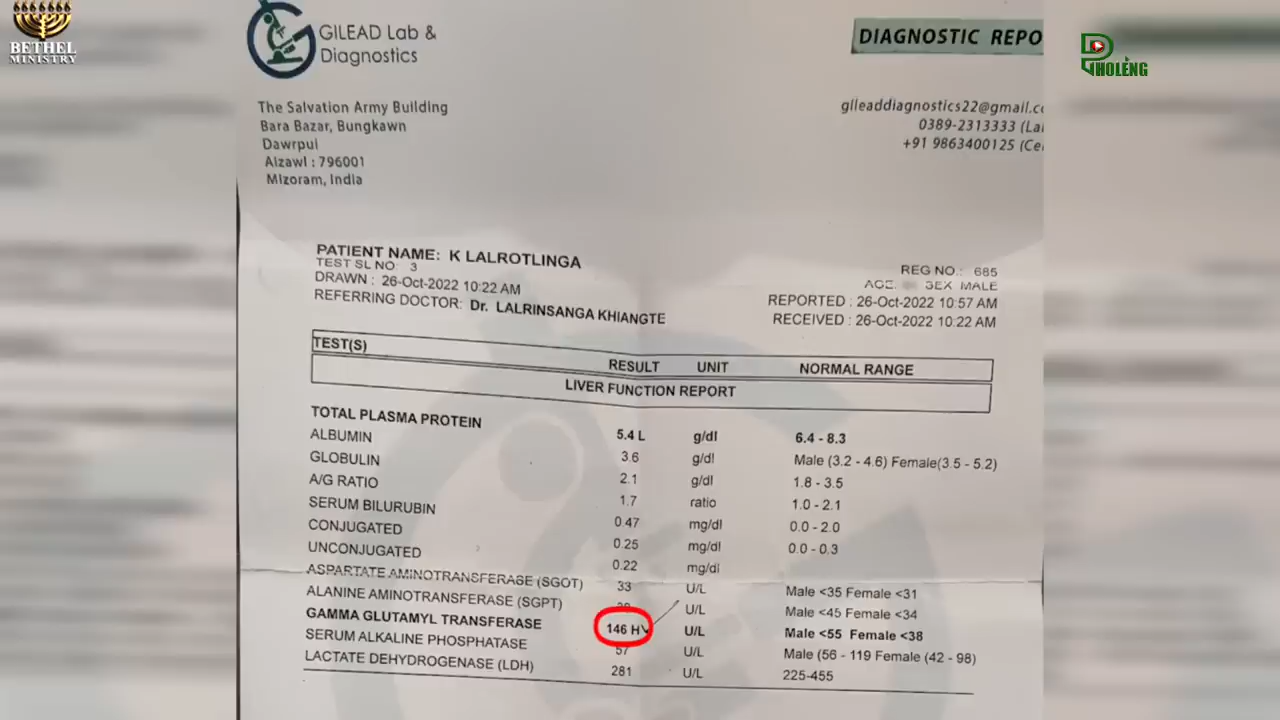 BETHEL
MINISTRY
GILEAD Lab &
Diagnostics
DIAGNOSTIC REPO
HOLÊNG
The Salvation Army Building
Bara Bazar, Bungkawn
Dawrpui
Aizawl : 796001
Mizoram, India
gileaddiagnostics22@gmail.co
0389-2313333 (La
+91 9863400125 (Ce
PATIENT NAME: K LALROTLINGA
TEST SL NO: 3
DRAWN : 26-Oct-2022 10:22 AM
REFERRING DOCTOR: Dr. LALRINSANGA KHIANGTE
REG NO.: 685
AGE: SEX MALE
REPORTED : 26-Oct-2022 10:57 AM
RECEIVED : 26-Oct-2022 10:22 AM
TEST(S) RESULT UNIT NORMAL RANGE
LIVER FUNCTION REPORT
TOTAL PLASMA PROTEIN 5.4 L g/dl 6.4 - 8.3
ALBUMIN 3.6 g/dl Male (3.2 - 4.6) Female(3.5 - 5.2)
GLOBULIN 2.1 g/dl 1.8 - 3.5
A/G RATIO 1.7 ratio 1.0 - 2.1
SERUM BILURUBIN 0.47 mg/dl 0.0 - 2.0
CONJUGATED 0.25 mg/dl 0.0 - 0.3
UNCONJUGATED 0.22 mg/dl
ASPARTATE AMINOTRANSFERASE (SGOT) 33 U/L Male <35 Female <31
ALANINE AMINOTRANSFERASE (SGPT) U/L Male <45 Female <34
GAMMA GLUTAMYL TRANSFERASE 146 H U/L Male <55 Female <38
SERUM ALKALINE PHOSPHATASE 57 U/L Male (56 - 119 Female (42 - 98)
LACTATE DEHYDROGENASE (LDH) 281 U/L 225-455